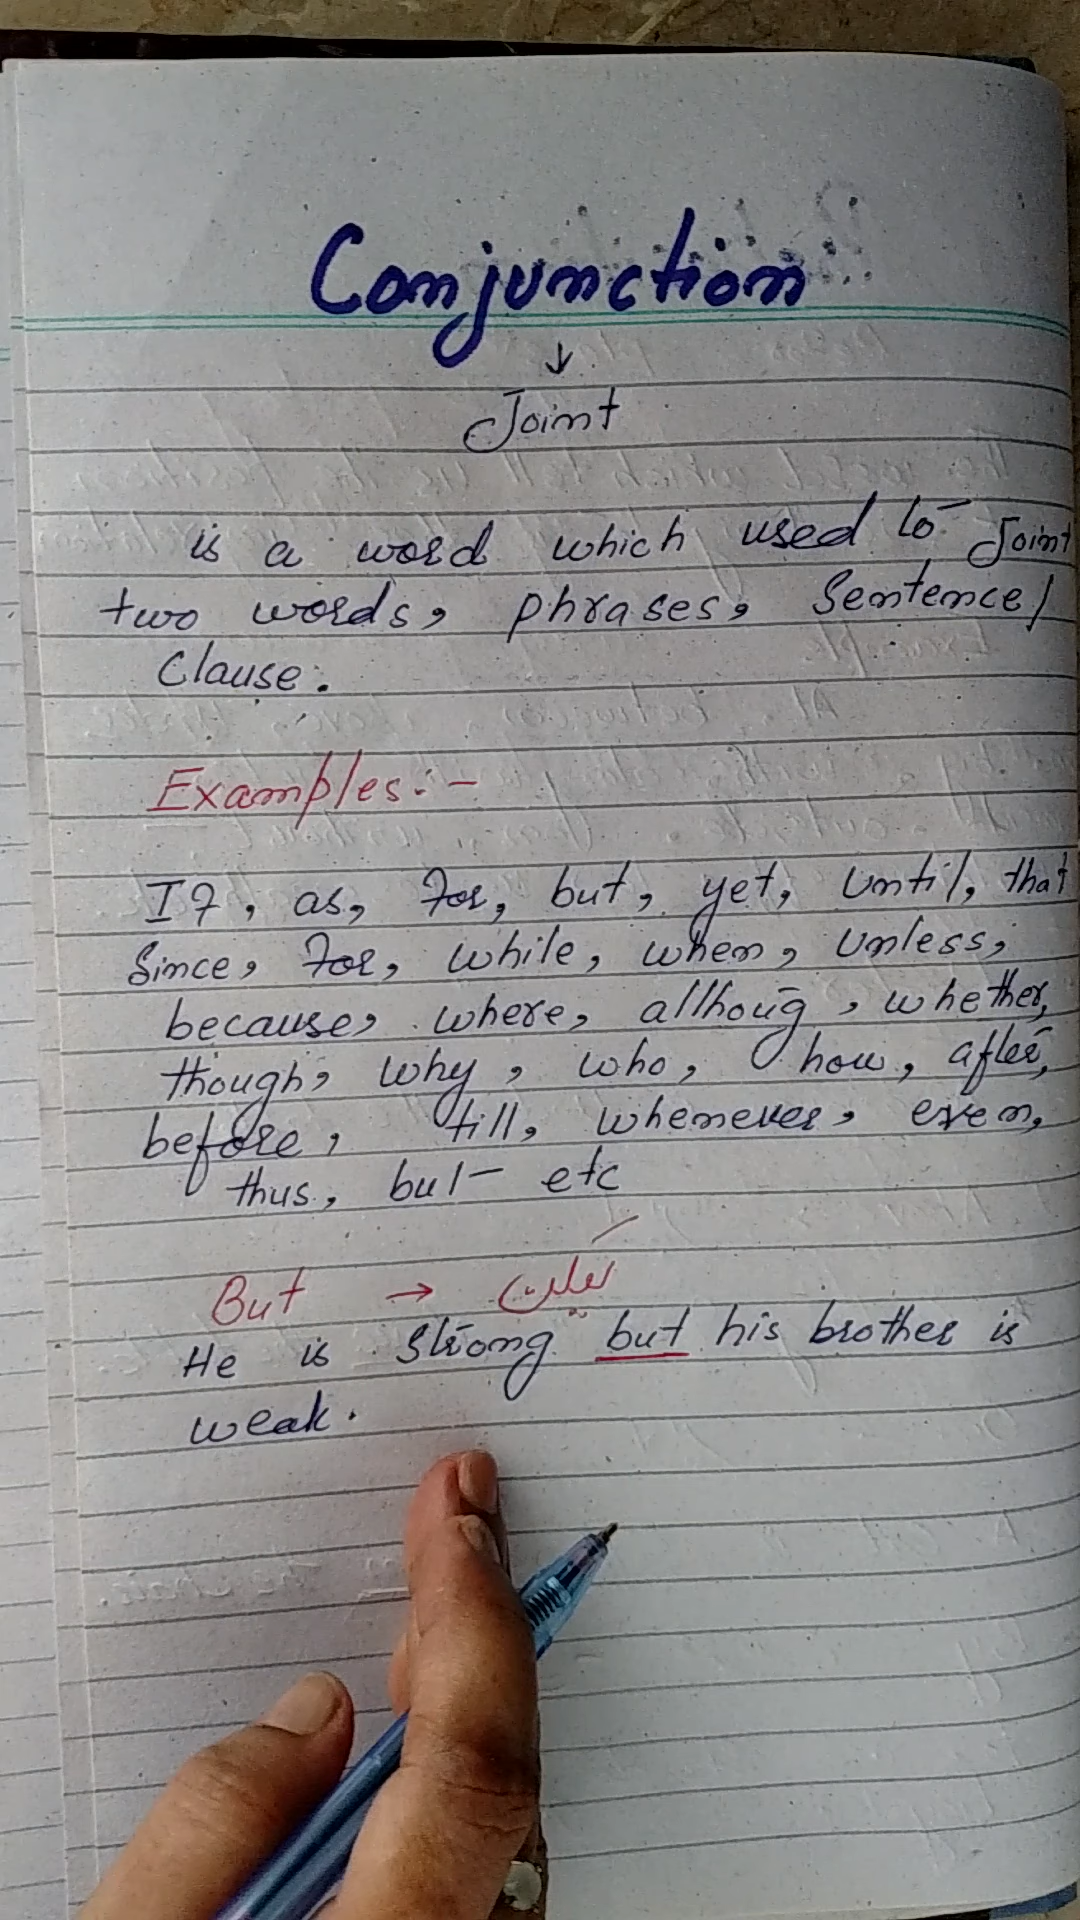 Conjunction
↓
Joint
is a word which used to Joint
two words, phrases, Sentence/
Clause.
Examples:-
If, as, for, but, yet, until, that
Since, for, while, when, unless,
because, where, althoug, whether,
though, why, who, how, after,
before, till, whenever, even,
thus, but etc
But → لیکن
He is strong but his brother is
weak.